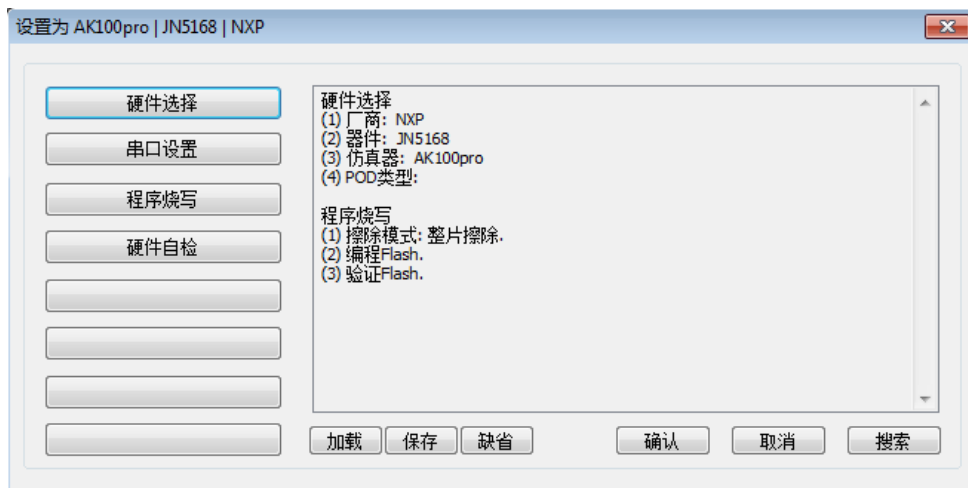 设置为 AK100pro | JN5168 | NXP
硬件选择
串口设置
程序烧写
硬件自检
硬件选择
(1) 厂商: NXP
(2) 器件: JN5168
(3) 仿真器: AK100pro
(4) POD类型:
程序烧写
(1) 擦除模式: 整片擦除.
(2) 编程Flash.
(3) 验证Flash.
加载 保存 缺省 确认 取消 搜索